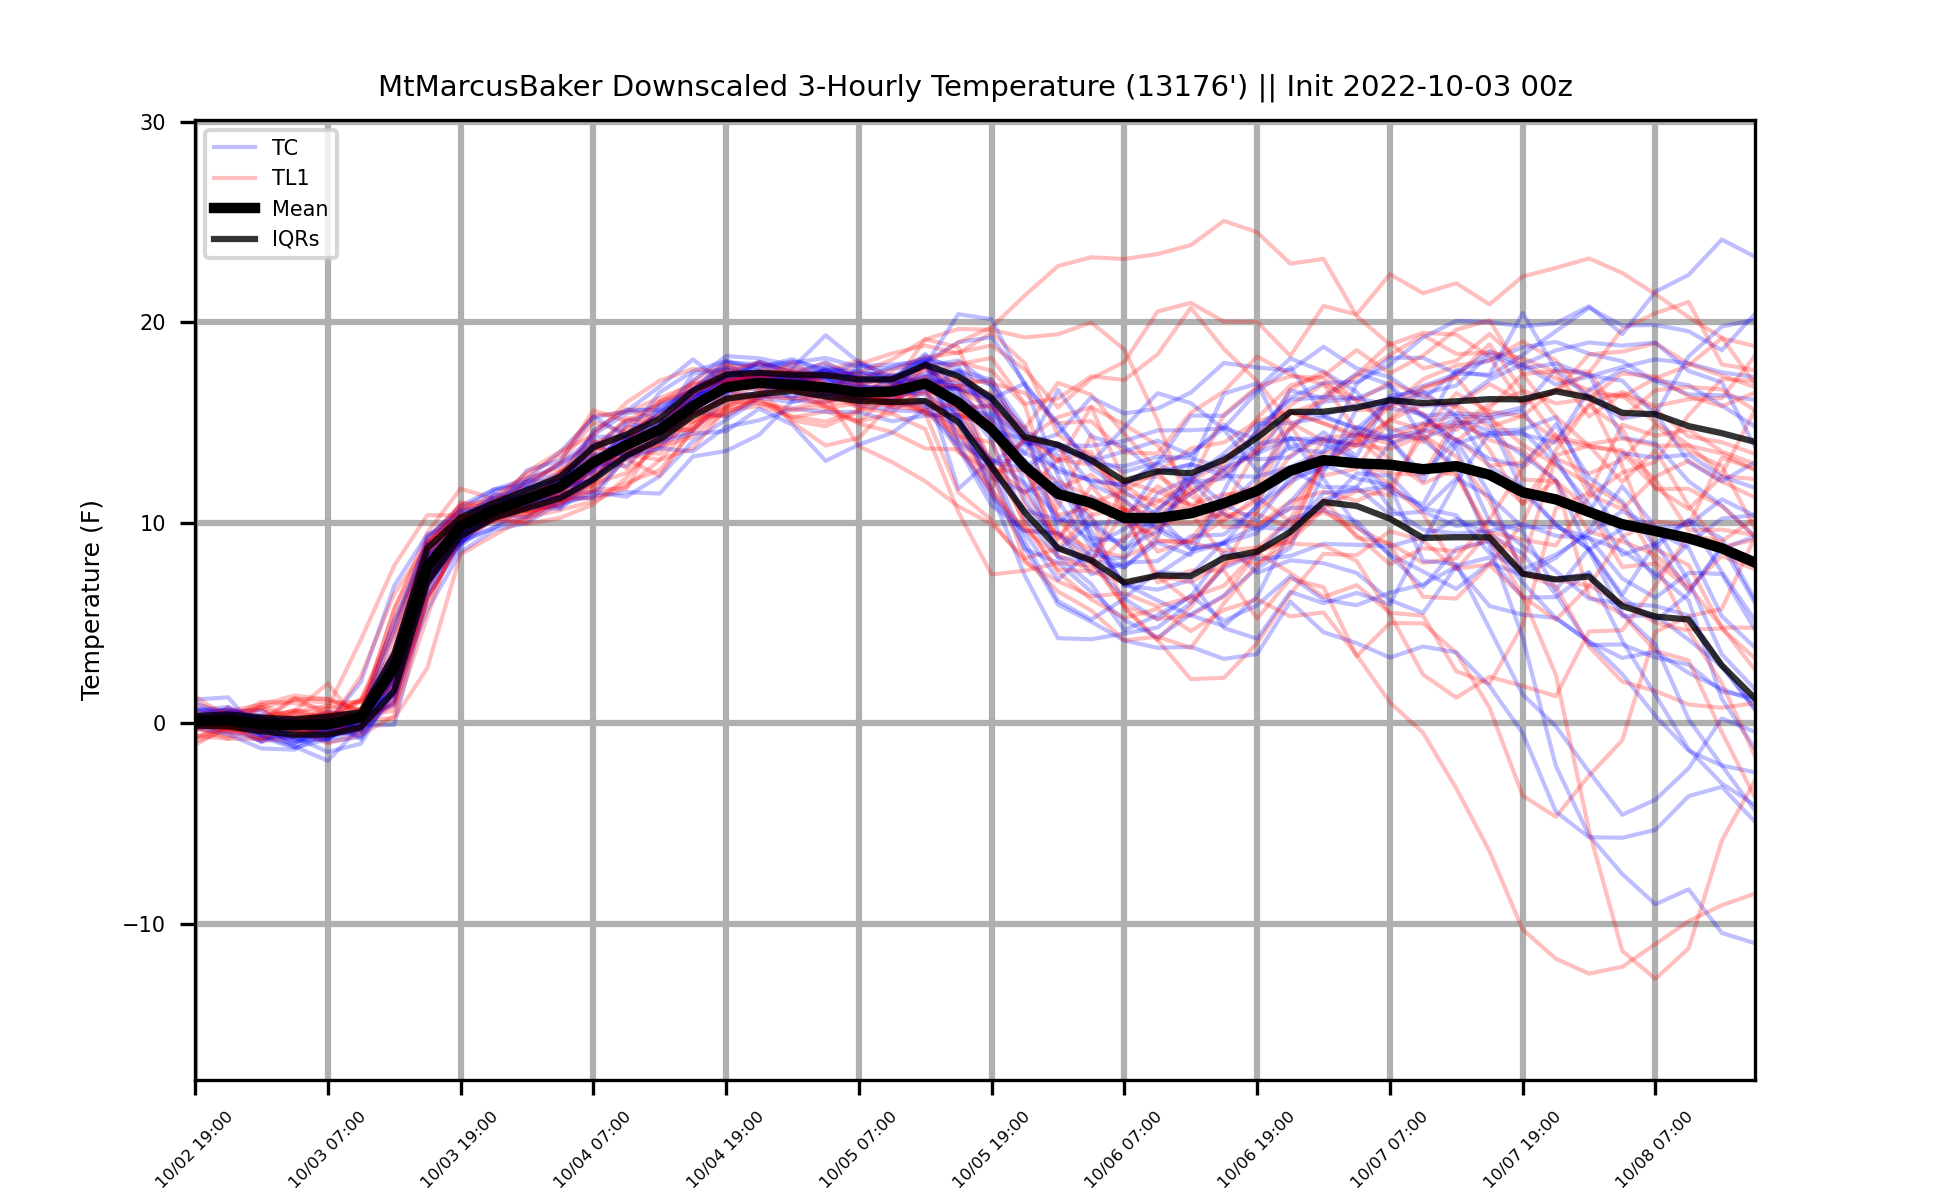 MtMarcusBaker Downscaled 3-Hourly Temperature (13176') || Init 2022-10-03 00z
TC
TL1
Mean
IQRs
Temperature (F)
30
20
10
0
−10
10/02 19:00
10/03 07:00
10/03 19:00
10/04 07:00
10/04 19:00
10/05 07:00
10/05 19:00
10/06 07:00
10/06 19:00
10/07 07:00
10/07 19:00
10/08 07:00